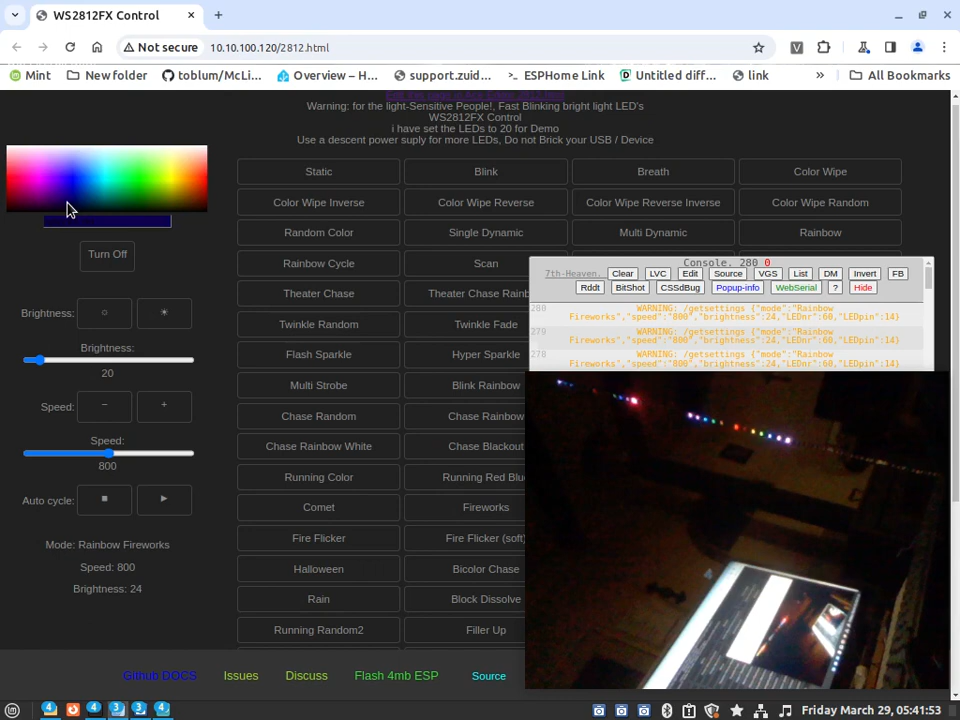 WS2812FX Control
Not secure
10.10.100.120/2812.html
Mint
New folder
toblum/McLi...
Overview – H...
support.zuid...
ESPHome Link
Untitled diff...
link
All Bookmarks
Warning: for the light-Sensitive People!, Fast Blinking bright light LED's
WS2812FX Control
i have set the LEDs to 20 for Demo
Use a descent power suply for more LEDs, Do not Brick your USB / Device
Turn Off
Brightness:
Brightness:
20
Speed:
− +
Speed:
800
Auto cycle:
Mode: Rainbow Fireworks
Speed: 800
Brightness: 24
Static Blink Breath Color Wipe
Color Wipe Inverse Color Wipe Reverse Color Wipe Reverse Inverse Color Wipe Random
Random Color Single Dynamic Multi Dynamic Rainbow
Rainbow Cycle Scan
Theater Chase Theater Chase Rainb
Twinkle Random Twinkle Fade
Flash Sparkle Hyper Sparkle
Multi Strobe Blink Rainbow
Chase Random Chase Rainbow
Chase Rainbow White Chase Blackout
Running Color Running Red Blu
Comet Fireworks
Fire Flicker Fire Flicker (soft)
Halloween Bicolor Chase
Rain Block Dissolve
Running Random2 Filler Up
Console. 280 0
7th-Heaven. Clear LVC Edit Source VGS List DM Invert FB
Rddt BitShot CSSdBug Popup-info WebSerial ? Hide
280 WARNING: /getsettings {"mode":"Rainbow
Fireworks","speed":"800","brightness":24,"LEDnr":60,"LEDpin":14}
279 WARNING: /getsettings {"mode":"Rainbow
Fireworks","speed":"800","brightness":24,"LEDnr":60,"LEDpin":14}
278 WARNING: /getsettings {"mode":"Rainbow
Fireworks","speed":"800","brightness":24,"LEDnr":60,"LEDpin":14}
Github DOCS Issues Discuss Flash 4mb ESP Source
4 4 3 3 4
Friday March 29, 05:41:53